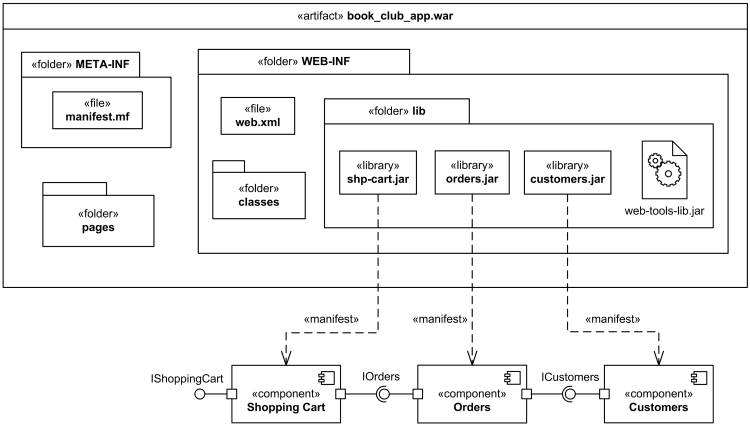 «artifact» book_club_app.war
«folder» META-INF
«file»
manifest.mf
«folder»
pages
«folder» WEB-INF
«file»
web.xml
«folder»
classes
«folder» lib
«library»
shp-cart.jar
«library»
orders.jar
«library»
customers.jar
web-tools-lib.jar
«manifest»
«manifest»
«manifest»
IShoppingCart
«component»
Shopping Cart
IOrders
«component»
Orders
ICustomers
«component»
Customers